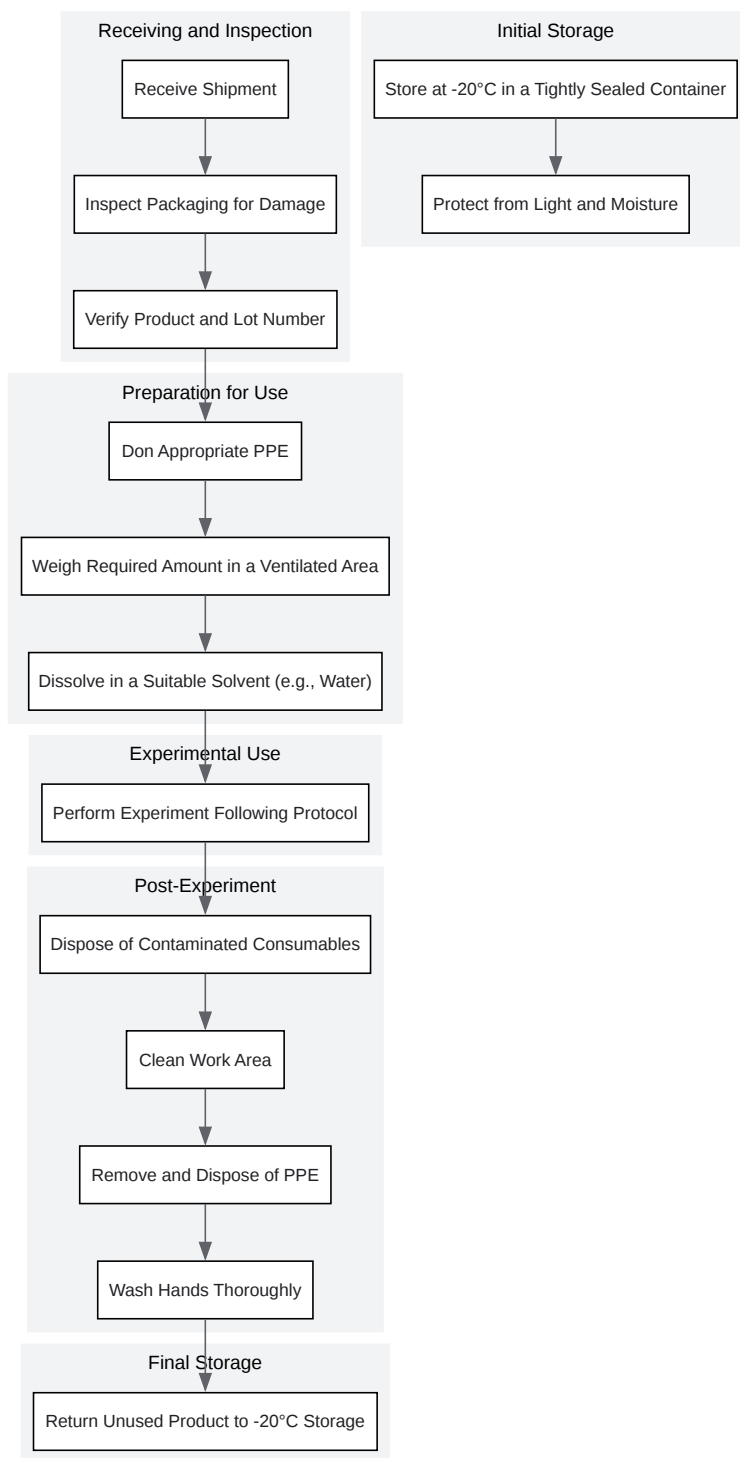 Receiving and Inspection
Receive Shipment
Inspect Packaging for Damage
Verify Product and Lot Number
Initial Storage
Store at -20°C in a Tightly Sealed Container
Protect from Light and Moisture
Preparation for Use
Don Appropriate PPE
Weigh Required Amount in a Ventilated Area
Dissolve in a Suitable Solvent (e.g., Water)
Experimental Use
Perform Experiment Following Protocol
Post-Experiment
Dispose of Contaminated Consumables
Clean Work Area
Remove and Dispose of PPE
Wash Hands Thoroughly
Final Storage
Return Unused Product to -20°C Storage